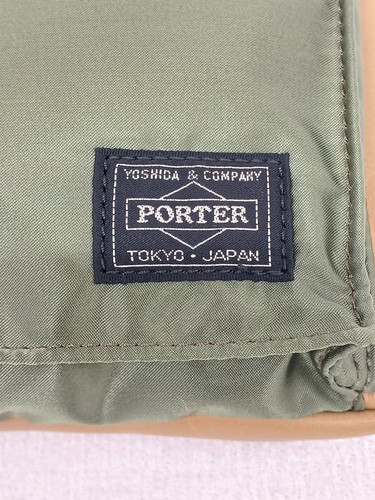 YOSHIDA & COMPANY
PORTER
TOKYO · JAPAN